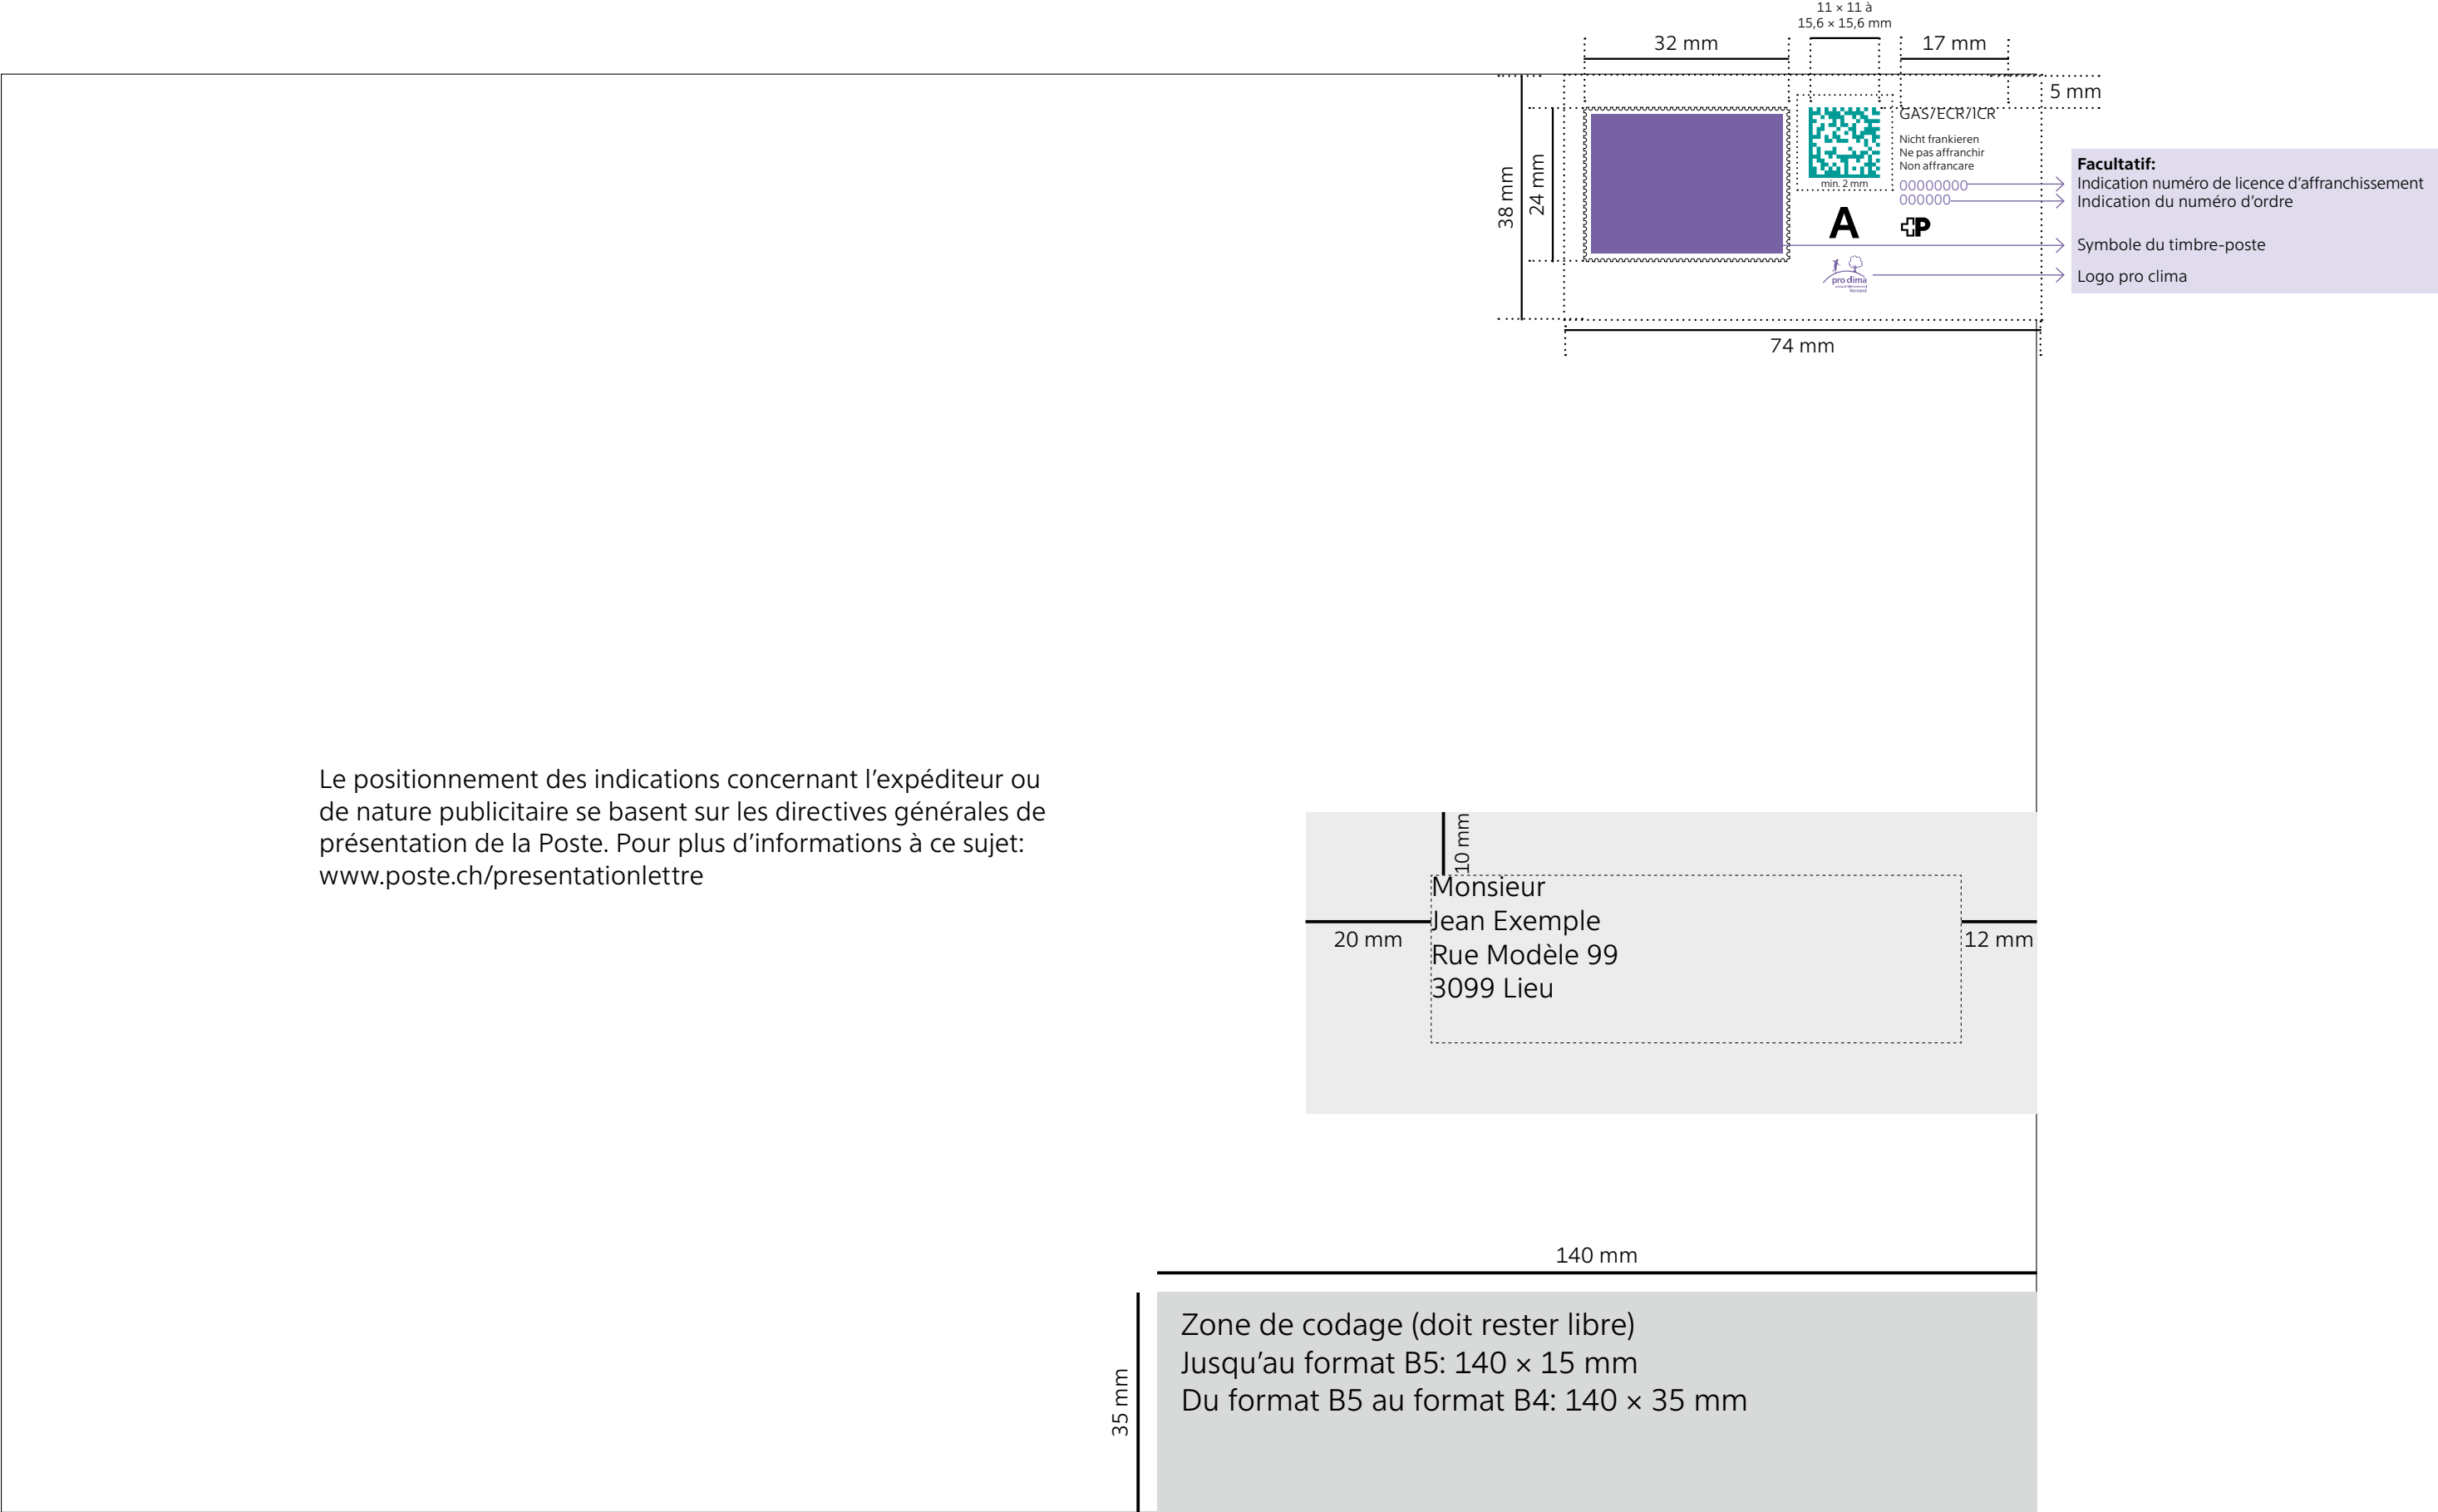 11 × 11 à
15,6 × 15,6 mm
32 mm
17 mm
5 mm
38 mm
24 mm
min. 2 mm
A
GAS/ECR/ICR
Nicht frankieren
Ne pas affranchir
Non affrancare
00000000
000000
P
pro clima
Versand
74 mm
Facultatif:
Indication numéro de licence d’affranchissement
Indication du numéro d’ordre
Symbole du timbre-poste
Logo pro clima
Le positionnement des indications concernant l’expéditeur ou
de nature publicitaire se basent sur les directives générales de
présentation de la Poste. Pour plus d’informations à ce sujet:
www.poste.ch/presentationlettre
10 mm
20 mm
Monsieur
Jean Exemple
Rue Modèle 99
3099 Lieu
12 mm
140 mm
35 mm
Zone de codage (doit rester libre)
Jusqu’au format B5: 140 × 15 mm
Du format B5 au format B4: 140 × 35 mm